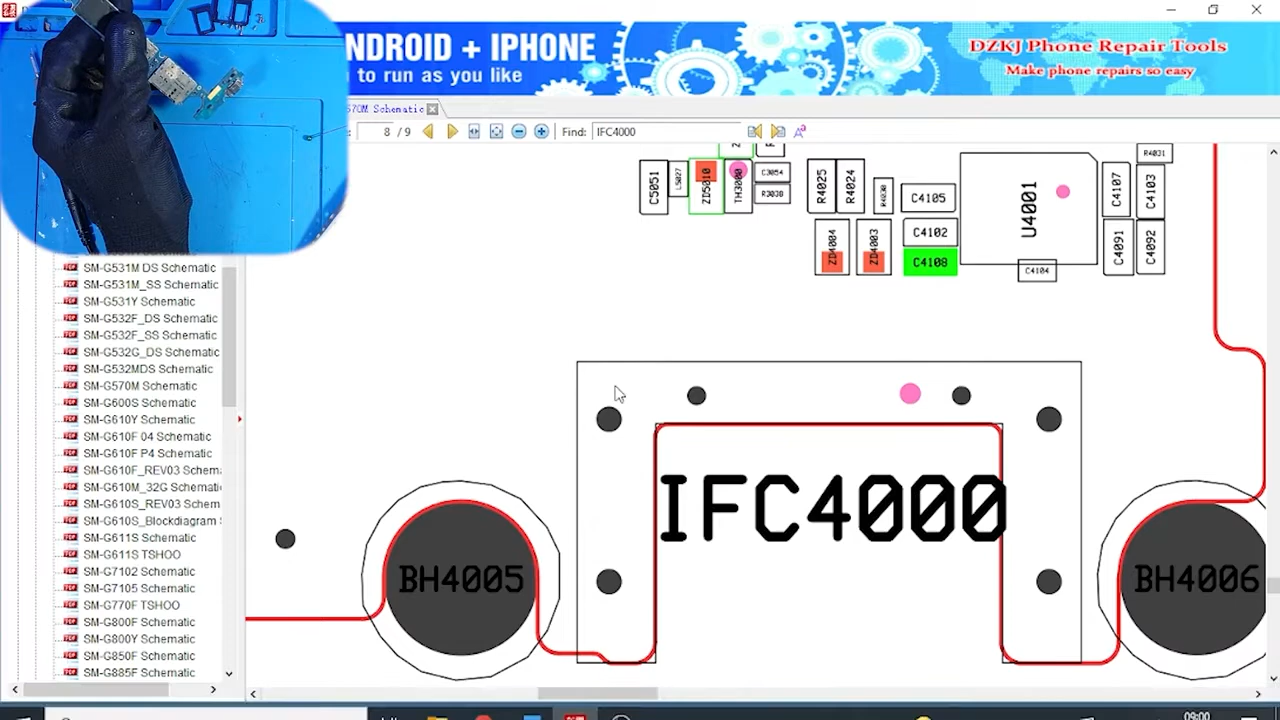 NDROID + IPHONE
to run as you like
DZKJ Phone Repair Tools
Make phone repairs so easy
570M Schematic
8 / 9
Find:
IFC4000
SM-G531M DS Schematic
SM-G531M_SS Schematic
SM-G531Y Schematic
SM-G532F_DS Schematic
SM-G532F_SS Schematic
SM-G532G_DS Schematic
SM-G532MDS Schematic
SM-G570M Schematic
SM-G600S Schematic
SM-G610Y Schematic
SM-G610F 04 Schematic
SM-G610F P4 Schematic
SM-G610F_REV03 Schem
SM-G610M_32G Schemati
SM-G610S_REV03 Schem
SM-G610S_Blockdiagram
SM-G611S Schematic
SM-G611S TSHOO
SM-G7102 Schematic
SM-G7105 Schematic
SM-G770F TSHOO
SM-G800F Schematic
SM-G800Y Schematic
SM-G850F Schematic
SM-G885F Schematic
C5051
L5027
ZD5010
TH3000
C3054
R3038
R4025
R4024
R4030
C4105
C4102
C4108
ZD4004
ZD4003
U4001
C4104
C4107
R4031
C4103
C4091
C4092
IFC4000
BH4005
BH4006
09:00